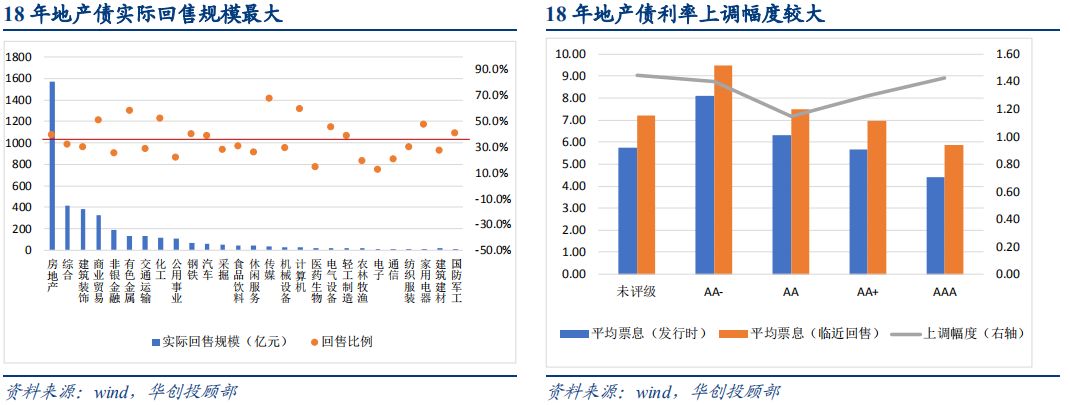 18 年地产债实际回售规模最大
1800
1600
1400
1200
1000
800
600
400
200
0
90.0%
70.0%
50.0%
30.0%
10.0%
-10.0%
-30.0%
-50.0%
房地产
综合
建筑装饰
商业贸易
非银金融
有色金属
交通运输
化工
公用事业
钢铁
汽车
采掘
食品饮料
休闲服务
传媒
机械设备
计算机
医药生物
电气设备
轻工制造
农林牧渔
电子
通信
纺织服装
家用电器
建筑建材
国防军工
实际回售规模（亿元） 回售比例
资料来源：wind，华创投顾部
18 年地产债利率上调幅度较大
10.00
9.00
8.00
7.00
6.00
5.00
4.00
3.00
2.00
1.00
0.00
1.60
1.40
1.20
1.00
0.80
0.60
0.40
0.20
0.00
未评级 AA- AA AA+ AAA
平均票息（发行时） 平均票息（临近回售） 上调幅度（右轴）
资料来源：wind，华创投顾部